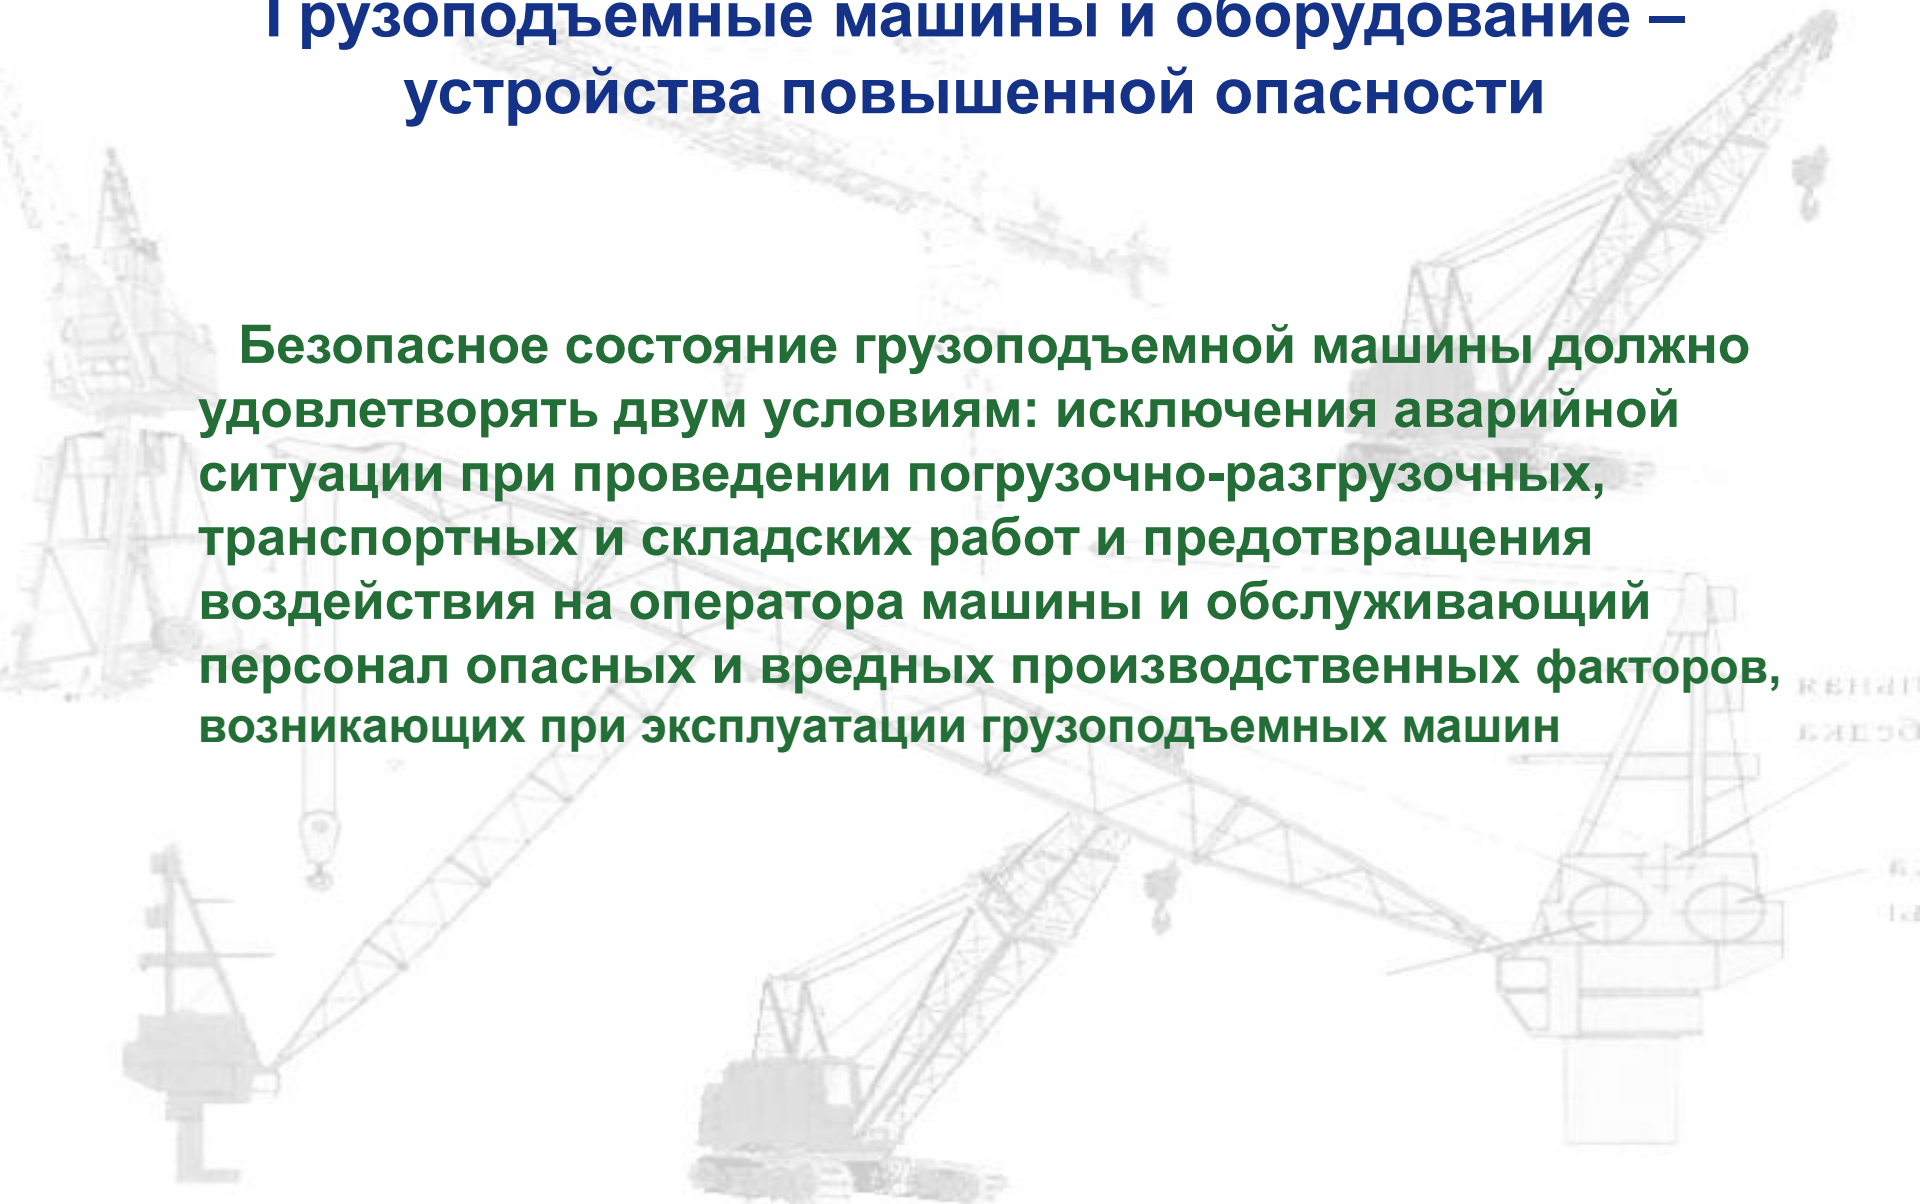 Грузоподъемные машины и оборудование –
устройства повышенной опасности
Безопасное состояние грузоподъемной машины должно
удовлетворять двум условиям: исключения аварийной
ситуации при проведении погрузочно-разгрузочных,
транспортных и складских работ и предотвращения
воздействия на оператора машины и обслуживающий
персонал опасных и вредных производственных факторов,
возникающих при эксплуатации грузоподъемных машин